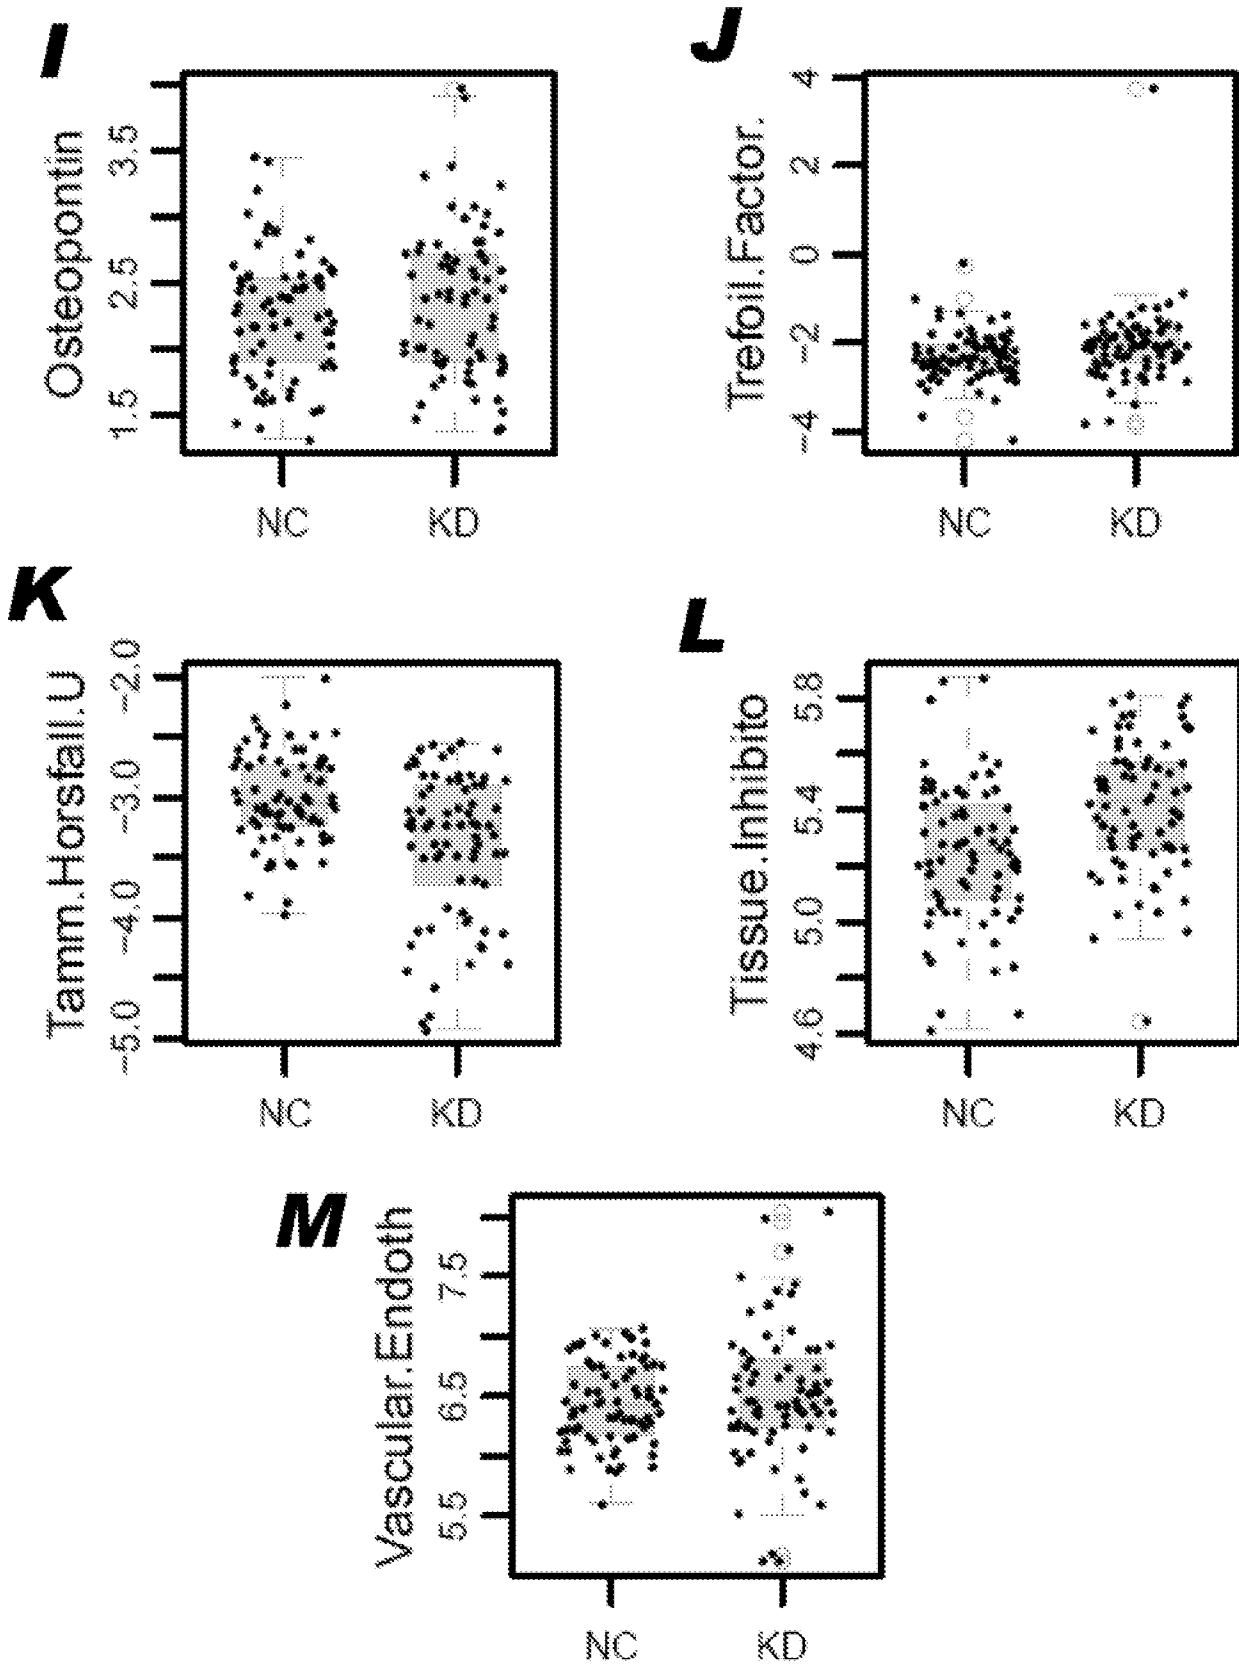 I
Osteopontin
3.5
2.5
1.5
NC KD
J
Trefoil.Factor.
4
2
0
−2
−4
NC KD
K
Tamm.Horsfall.U
−2.0
−3.0
−4.0
−5.0
NC KD
L
Tissue.Inhibito
5.8
5.4
5.0
4.6
NC KD
M
Vascular.Endoth
7.5
6.5
5.5
NC KD